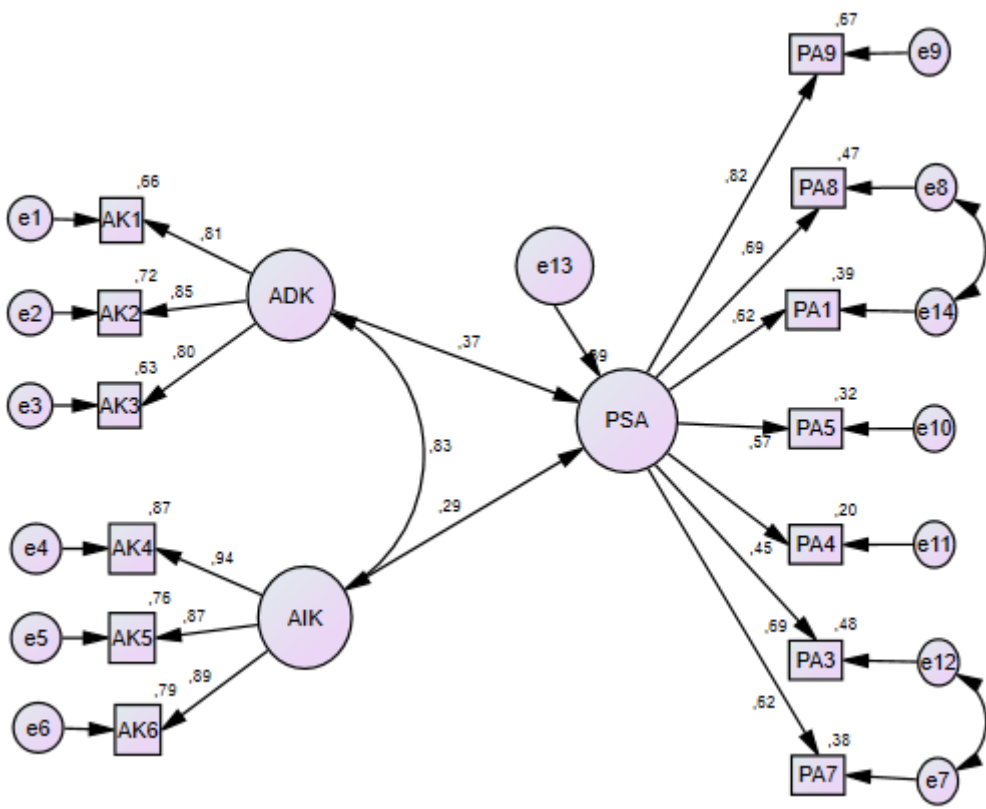 ,67
PA9
e9
,82
,47
PA8
e8
,69
,66
e1
AK1
,81
e13
,39
PA1
e14
,62
ADK
,72
e2
AK2
,85
,37
,39
,63
,80
e3
AK3
PSA
,32
PA5
e10
,57
,83
,29
,87
e4
AK4
,94
,20
PA4
e11
,45
,76
e5
AK5
,87
AIK
,69
,48
PA3
e12
,79
,89
e6
AK6
,62
,38
PA7
e7